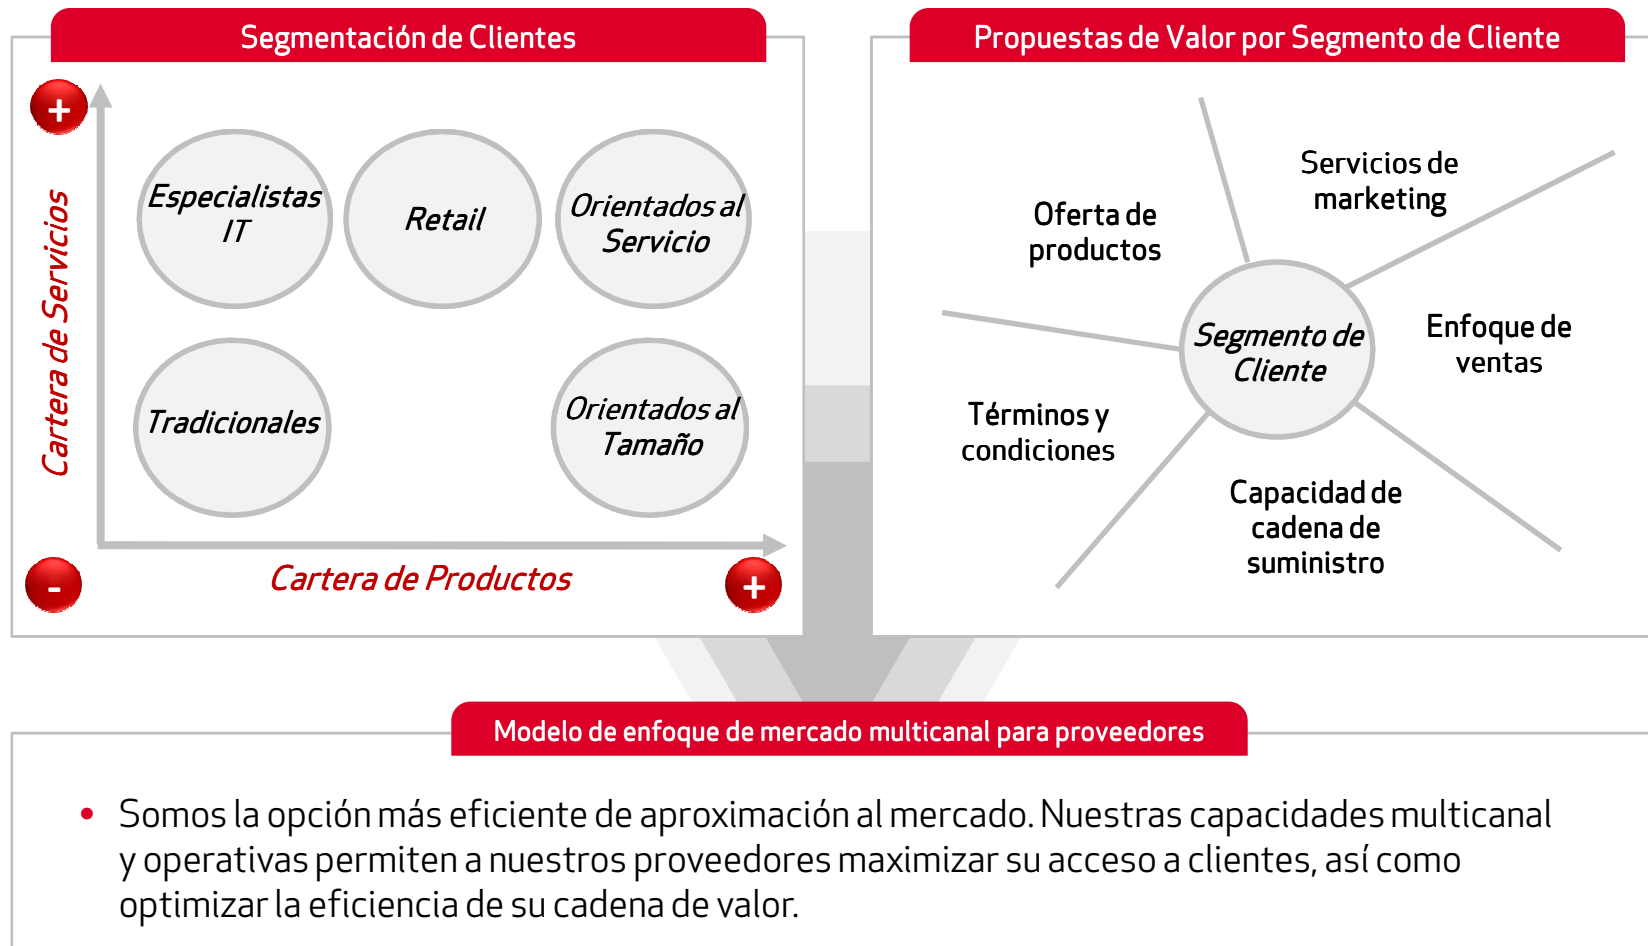 Segmentación de Clientes
+
Especialistas
IT
Retail
Orientados al
Servicio
Cartera de Servicios
Tradicionales
Orientados al
Tamaño
-
Cartera de Productos
+
Propuestas de Valor por Segmento de Cliente
Servicios de
marketing
Oferta de
productos
Segmento de
Cliente
Enfoque de
ventas
Términos y
condiciones
Capacidad de
cadena de
suministro
Modelo de enfoque de mercado multicanal para proveedores
• Somos la opción más eficiente de aproximación al mercado. Nuestras capacidades multicanal
y operativas permiten a nuestros proveedores maximizar su acceso a clientes, así como
optimizar la eficiencia de su cadena de valor.